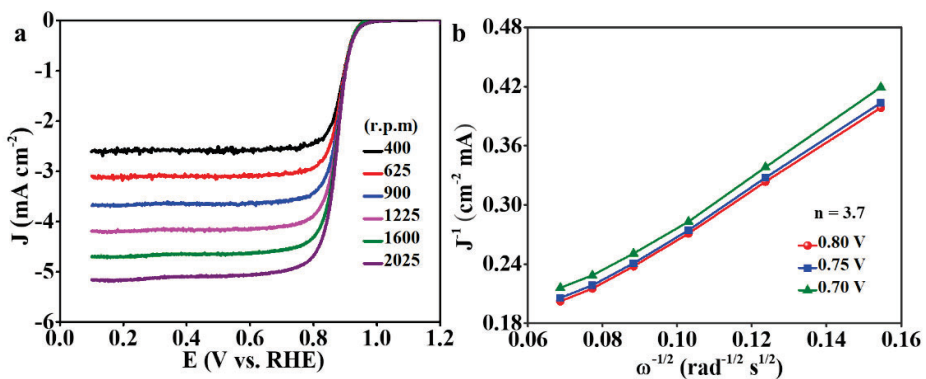 a
J (mA cm⁻²)
0
-1
-2
-3
-4
-5
-6
(r.p.m)
400
625
900
1225
1600
2025
0.0 0.2 0.4 0.6 0.8 1.0 1.2
E (V vs. RHE)
b
J⁻¹ (cm⁻² mA)
0.48
0.42
0.36
0.30
0.24
0.18
n = 3.7
0.80 V
0.75 V
0.70 V
0.06 0.08 0.10 0.12 0.14 0.16
ω⁻¹/² (rad⁻¹/² s¹/²)